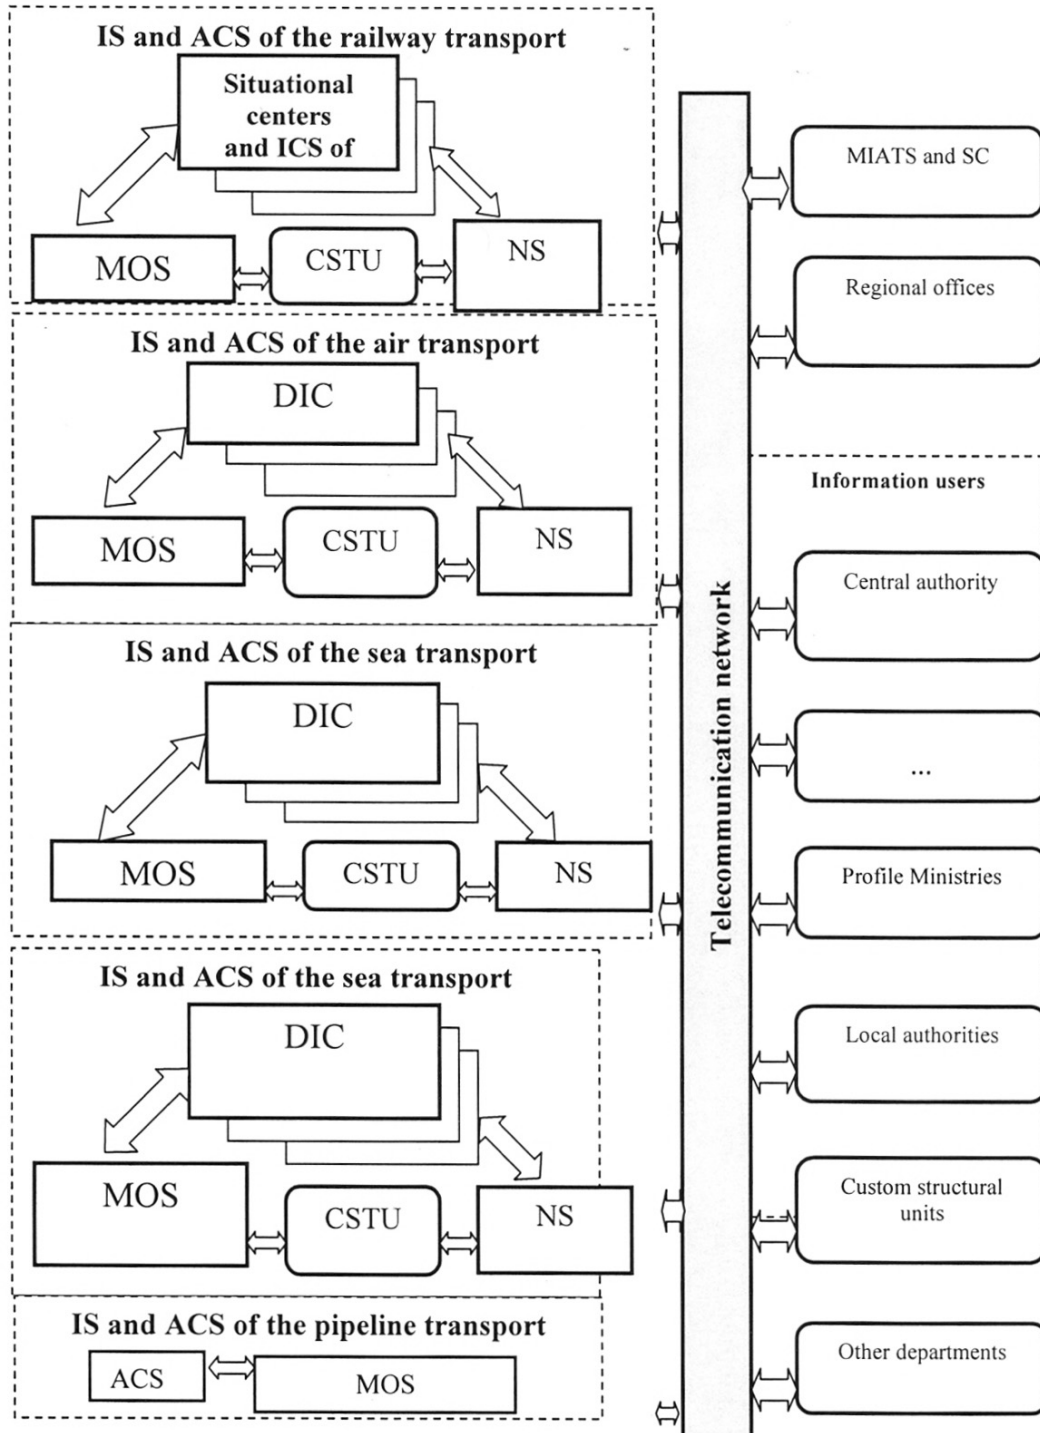 IS and ACS of the railway transport
Situational
centers
and ICS of
MOS
CSTU
NS
IS and ACS of the air transport
DIC
MOS
CSTU
NS
IS and ACS of the sea transport
DIC
MOS
CSTU
NS
IS and ACS of the sea transport
DIC
MOS
CSTU
NS
IS and ACS of the pipeline transport
ACS
MOS
Telecommunication network
MIATS and SC
Regional offices
Information users
Central authority
...
Profile Ministries
Local authorities
Custom structural
units
Other departments